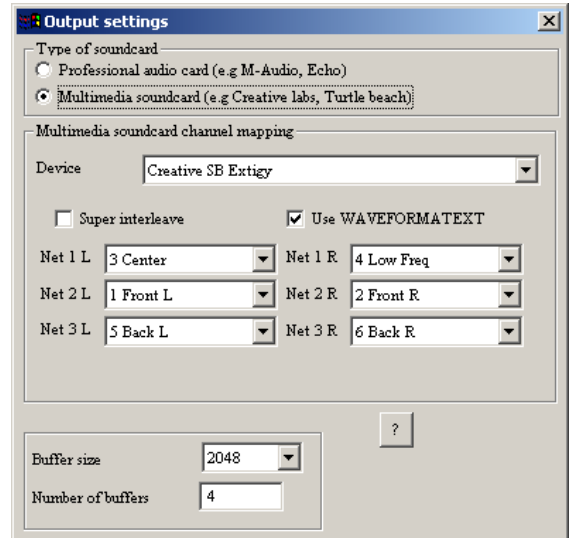 Output settings
Type of soundcard
Professional audio card (e.g M-Audio, Echo)
Multimedia soundcard (e.g Creative labs, Turtle beach)
Multimedia soundcard channel mapping
Device Creative SB Extigy
Super interleave Use WAVEFORMATEXT
Net 1 L 3 Center Net 1 R 4 Low Freq
Net 2 L 1 Front L Net 2 R 2 Front R
Net 3 L 5 Back L Net 3 R 6 Back R
?
Buffer size 2048
Number of buffers 4